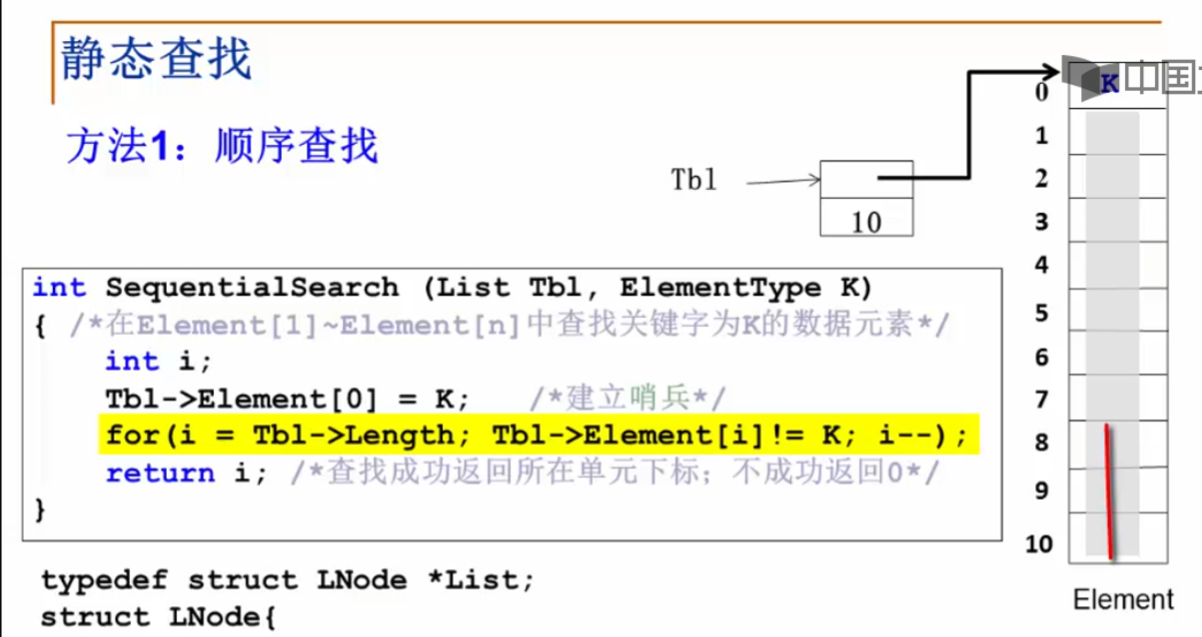 静态查找
方法1：顺序查找
Tbl
10
K
中国
0
1
2
3
4
5
6
7
8
9
10
Element
int SequentialSearch (List Tbl, ElementType K)
{ /*在Element[1]~Element[n]中查找关键字为K的数据元素*/
int i;
Tbl->Element[0] = K; /*建立哨兵*/
for(i = Tbl->Length; Tbl->Element[i]!= K; i--);
return i; /*查找成功返回所在单元下标；不成功返回0*/
}
typedef struct LNode *List;
struct LNode{